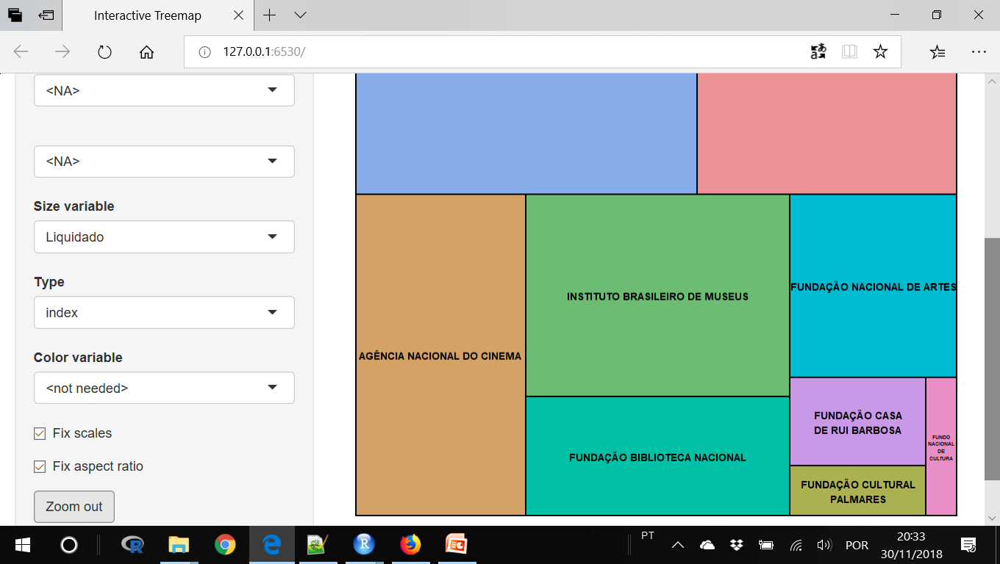 Interactive Treemap
127.0.0.1:6530/
<NA>
<NA>
Size variable
Liquidado
Type
index
Color variable
<not needed>
Fix scales
Fix aspect ratio
Zoom out
AGÊNCIA NACIONAL DO CINEMA
INSTITUTO BRASILEIRO DE MUSEUS
FUNDAÇÃO BIBLIOTECA NACIONAL
FUNDAÇÃO NACIONAL DE ARTES
FUNDAÇÃO CASA
DE RUI BARBOSA
FUNDAÇÃO CULTURAL
PALMARES
FUNDO
NACIONAL
DE
CULTURA
PT
POR
20:33
30/11/2018